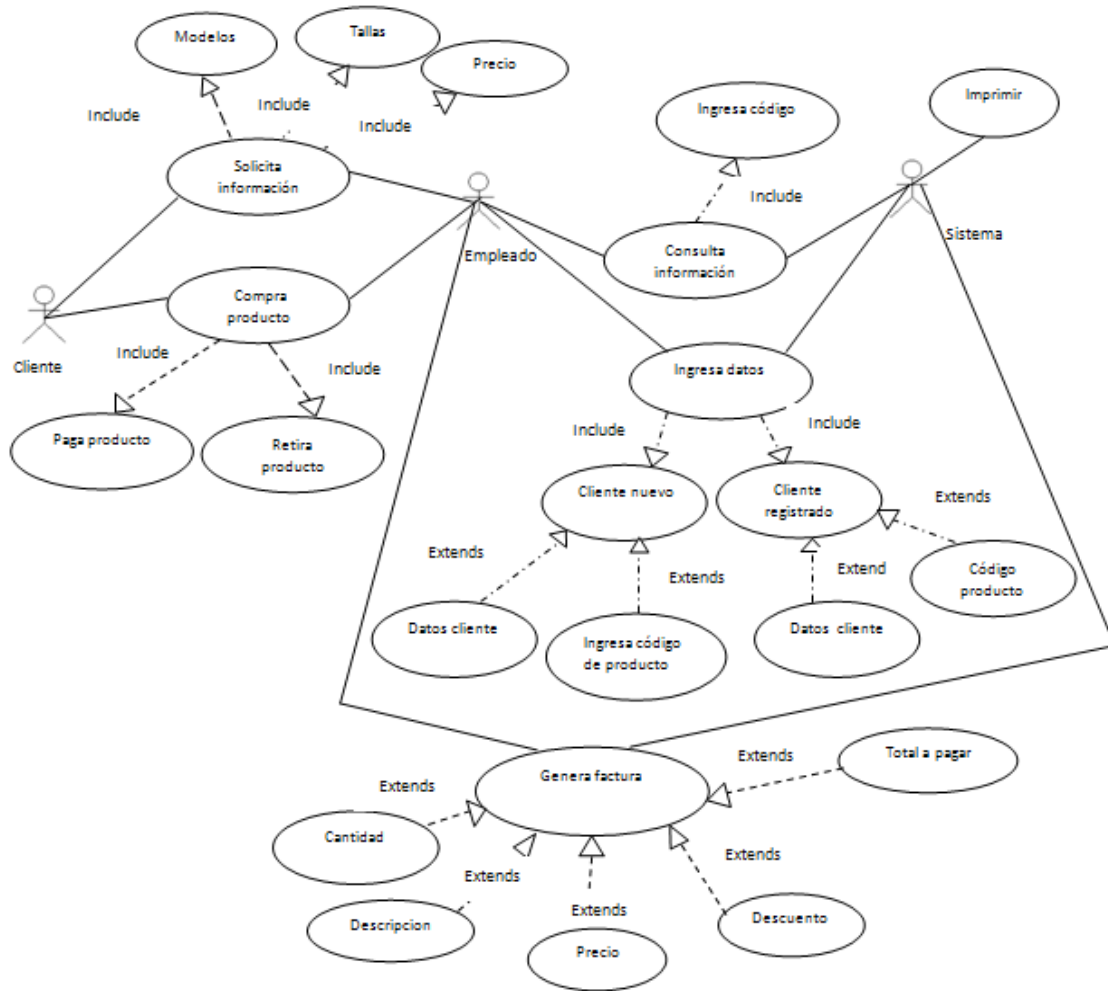 Modelos
Tallas
Precio
Include
Include
Include
Ingresa código
Imprimir
Solicita
información
Include
Empleado
Consulta
información
Sistema
Compra
producto
Cliente
Include
Include
Ingresa datos
Paga producto
Retira
producto
Include
Include
Cliente nuevo
Cliente
registrado
Extends
Extends
Extends
Extend
Código
producto
Datos cliente
Ingresa código
de producto
Datos cliente
Genera factura
Extends
Total a pagar
Extends
Cantidad
Extends
Extends
Extends
Descripcion
Precio
Descuento